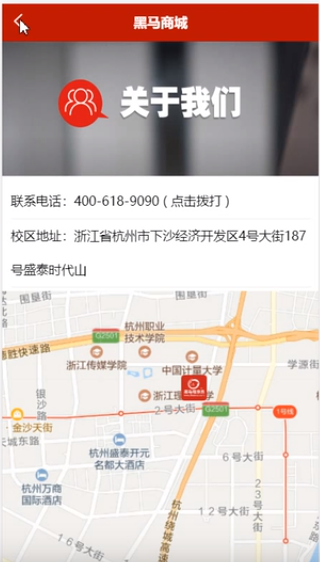 黑马商城
关于我们
联系电话：400-618-9090 ( 点击拨打 )
校区地址：浙江省杭州市下沙经济开发区4号大街187
号盛泰时代山
围垦街
围垦街
杭州职业
技术学院
G2501
德胜快速路
浙江传媒学院
中国计量大学
学源街
银沙路
浙江理
大学
2号大街
G2501
1号线
金沙天街
天城东路
杭州盛泰开元
名都大酒店
6号大街
23号大街
杭州万商
国际酒店
杭州绕城高速
12号大街
16号大街